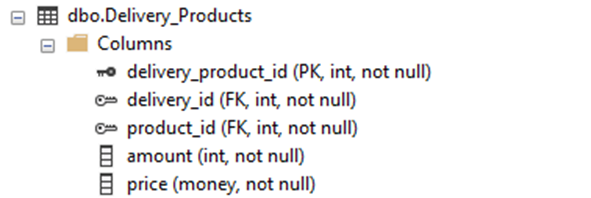 dbo.Delivery_Products
Columns
delivery_product_id (PK, int, not null)
delivery_id (FK, int, not null)
product_id (FK, int, not null)
amount (int, not null)
price (money, not null)